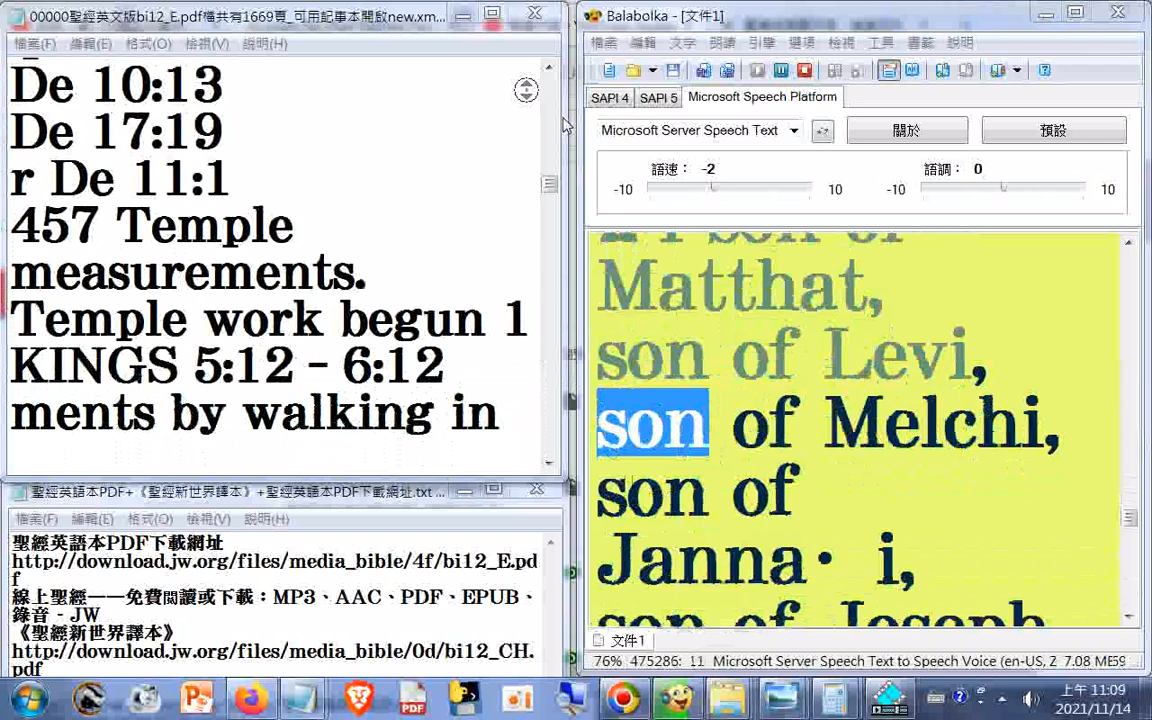 00000聖經英文版bi12_E.pdf檔共有1669頁_可用記事本開啟new.xm...
檔案(F) 編輯(E) 格式(O) 檢視(V) 說明(H)
De 10:13
De 17:19
r De 11:1
457 Temple
measurements.
Temple work begun 1
KINGS 5:12 – 6:12
ments by walking in
聖經英語本PDF+《聖經新世界譯本》+聖經英語本PDF下載網址.txt ...
檔案(F) 編輯(E) 格式(O) 檢視(V) 說明(H)
聖經英語本PDF下載網址
http://download.jw.org/files/media_bible/4f/bi12_E.pd
f
線上聖經──免費閱讀或下載：MP3、AAC、PDF、EPUB、
錄音 - JW
《聖經新世界譯本》
http://download.jw.org/files/media_bible/0d/bi12_CH.
pdf
Balabolka - [文件1]
檔案 編輯 文字 朗讀 引擎 選項 檢視 工具 書籤 說明
SAPI 4 SAPI 5 Microsoft Speech Platform
Microsoft Server Speech Text 關於 預設
語速： -2 語調： 0
-10 10 -10 10
son of
Matthat,
son of Levi,
son of Melchi,
son of
Janna· i,
son of Joseph
文件1
76% 475286: 11 Microsoft Server Speech Text to Speech Voice (en-US, Z 7.08 ME59
上午 11:09
2021/11/14